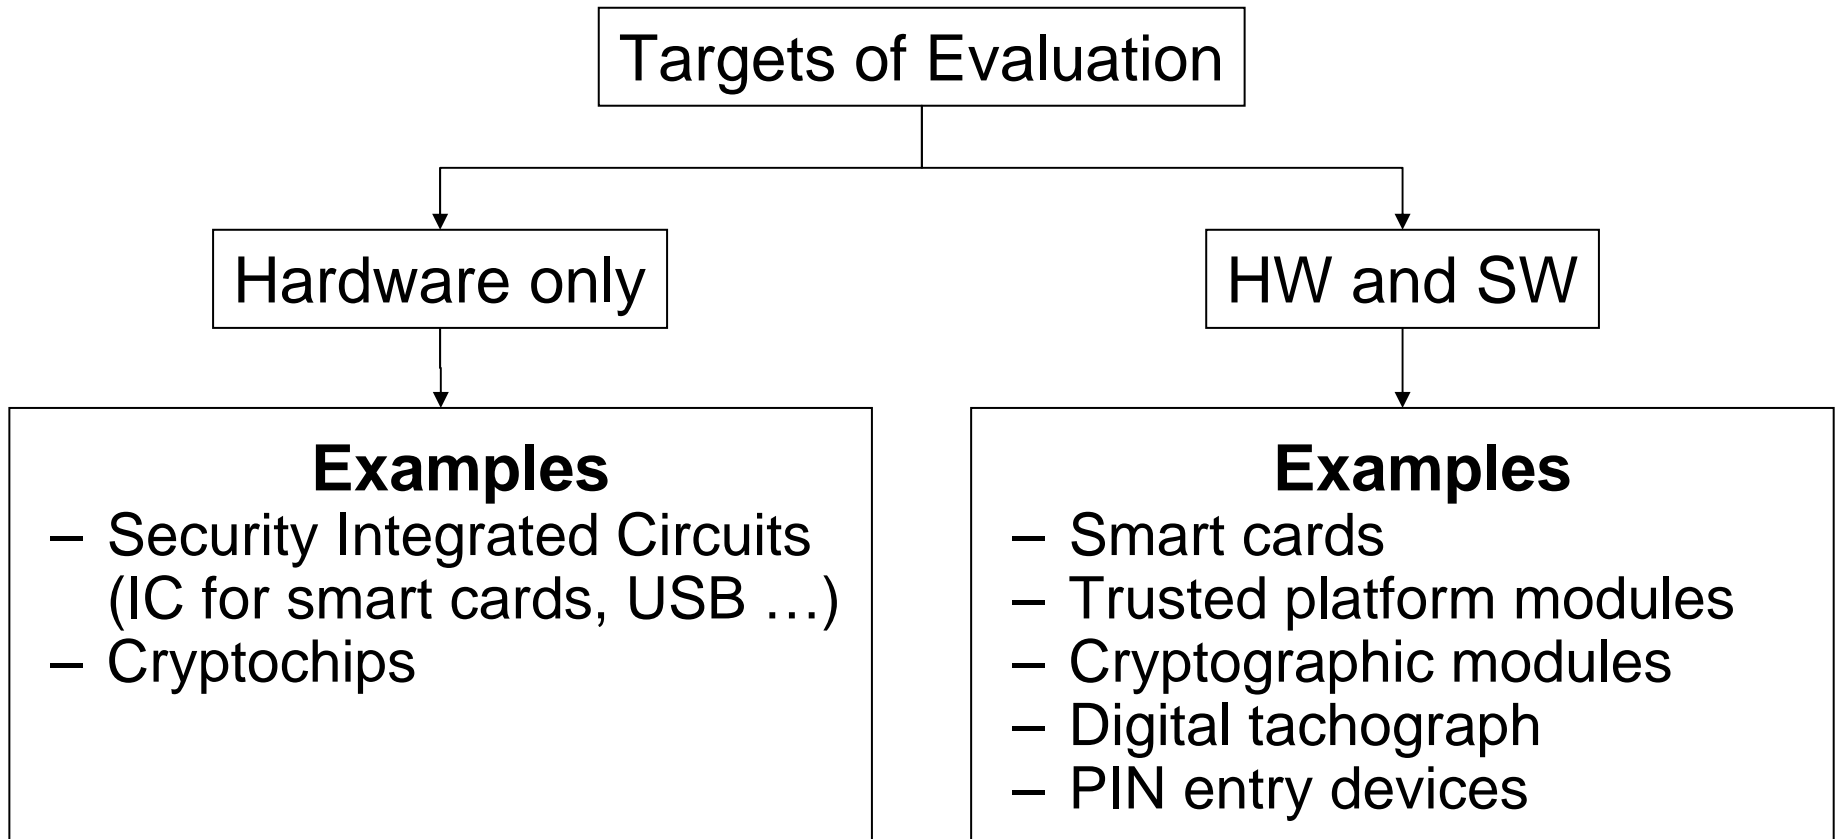 Targets of Evaluation
Hardware only
HW and SW
Examples
– Security Integrated Circuits
(IC for smart cards, USB …)
– Cryptochips
Examples
– Smart cards
– Trusted platform modules
– Cryptographic modules
– Digital tachograph
– PIN entry devices